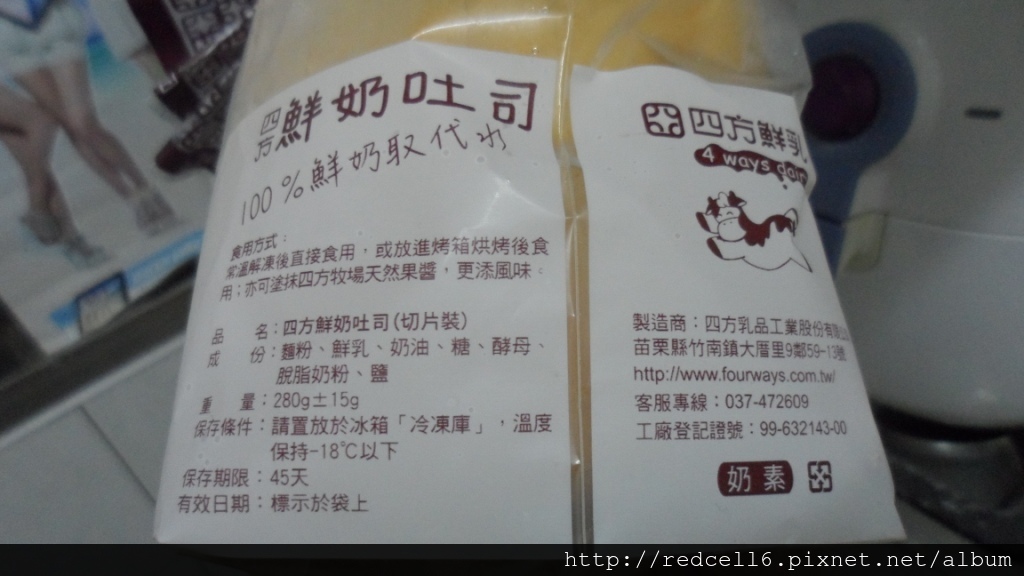 四方鮮奶吐司
100%鮮奶取代水
食用方式：
常溫解凍後直接食用，或放進烤箱烘烤後食
用；亦可塗抹四方牧場天然果醬，更添風味。
品　　名：四方鮮奶吐司(切片裝)
成　　份：麵粉、鮮乳、奶油、糖、酵母、
脫脂奶粉、鹽
重　　量：280g±15g
保存條件：請置放於冰箱「冷凍庫」，溫度
保持-18℃以下
保存期限：45天
有效日期：標示於袋上
四方鮮乳
4 ways
製造商：四方乳品工業股份有限
苗栗縣竹南鎮大厝里9鄰59-13號
http://www.fourways.com.tw/
客服專線：037-472609
工廠登記證號：99-632143-00
奶素
http://redcell6.pixnet.net/album